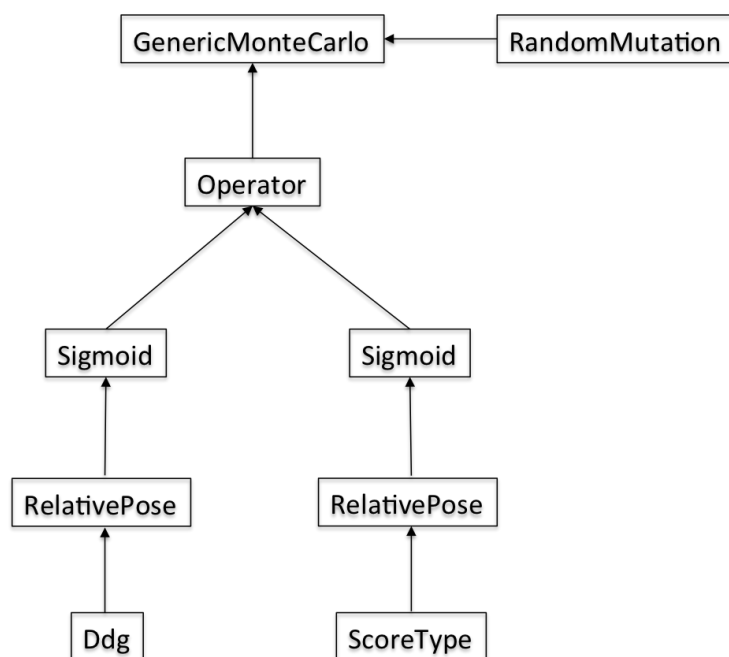 GenericMonteCarlo
RandomMutation
Operator
Sigmoid
Sigmoid
RelativePose
RelativePose
Ddg
ScoreType